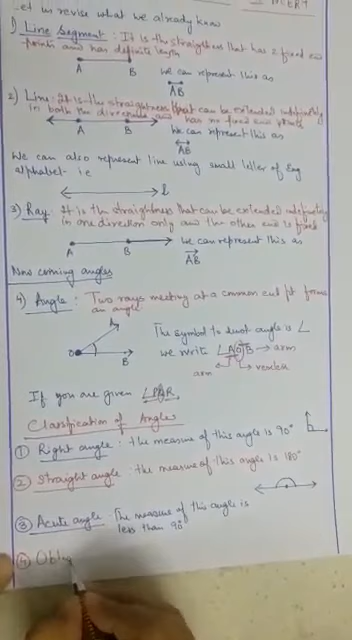 Let us revise what we already know
NCERT
1) Line Segment : It is the straightness that has 2 fixed end
points and has definite length
A B
we can represent this as
AB
2) Line: It is the straightness that can be extended indefinitely
in both the directions and has no fixed end points
A B
We can represent this as
AB
We can also represent line using small letter of Eng
alphabet - ie
l
3) Ray: It is the straightness that can be extended indefinitely
in one direction only and the other end is fixed
A B
we can represent this as
AB
Now coming angles
4) Angle : Two rays meeting at a common end pt forms
an angle.
A
O
B
The symbol to denot angle is ∠
we write ∠AOB → arm
arm
vertex
If you are given ∠PQR.
Classification of Angles
① Right angle : the measure of this angle is 90°
② Straight angle : the measure of this angle is 180°
③ Acute angle : The measure of this angle is
less than 90°
④ Obtu